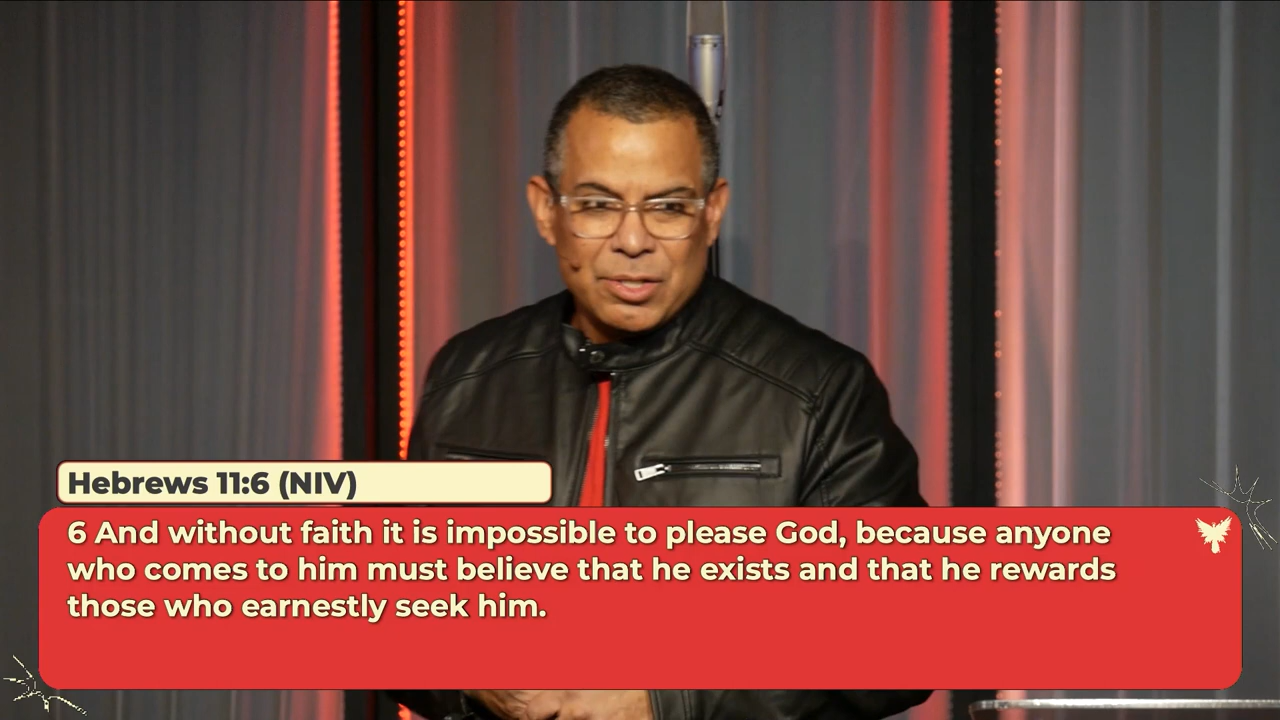 Hebrews 11:6 (NIV)
6 And without faith it is impossible to please God, because anyone
who comes to him must believe that he exists and that he rewards
those who earnestly seek him.